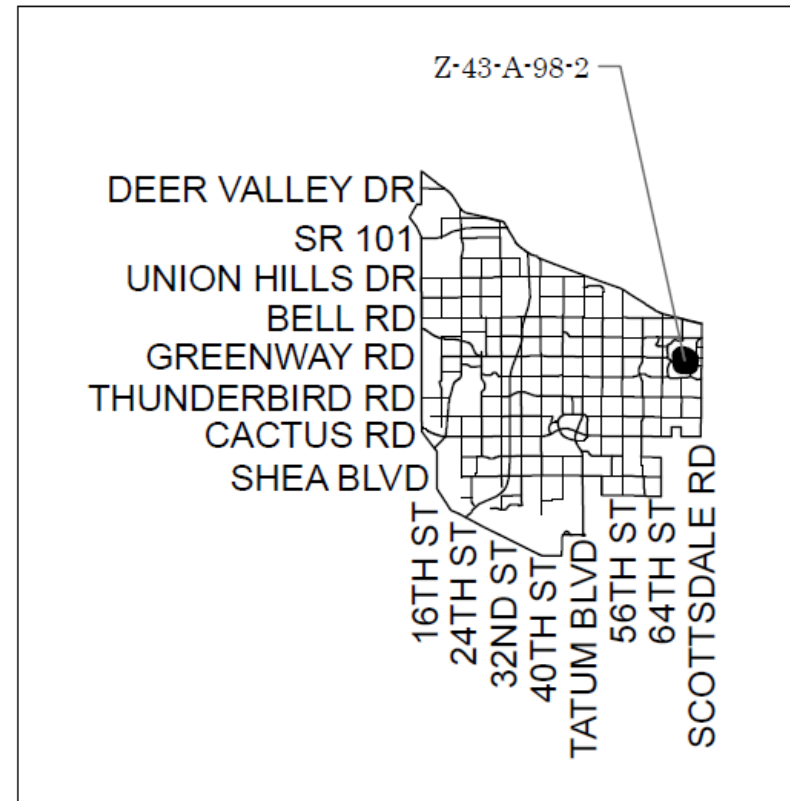 Z-43-A-98-2
DEER VALLEY DR
SR 101
UNION HILLS DR
BELL RD
GREENWAY RD
THUNDERBIRD RD
CACTUS RD
SHEA BLVD
16TH ST
24TH ST
32ND ST
40TH ST
TATUM BLVD
56TH ST
64TH ST
SCOTTSDALE RD